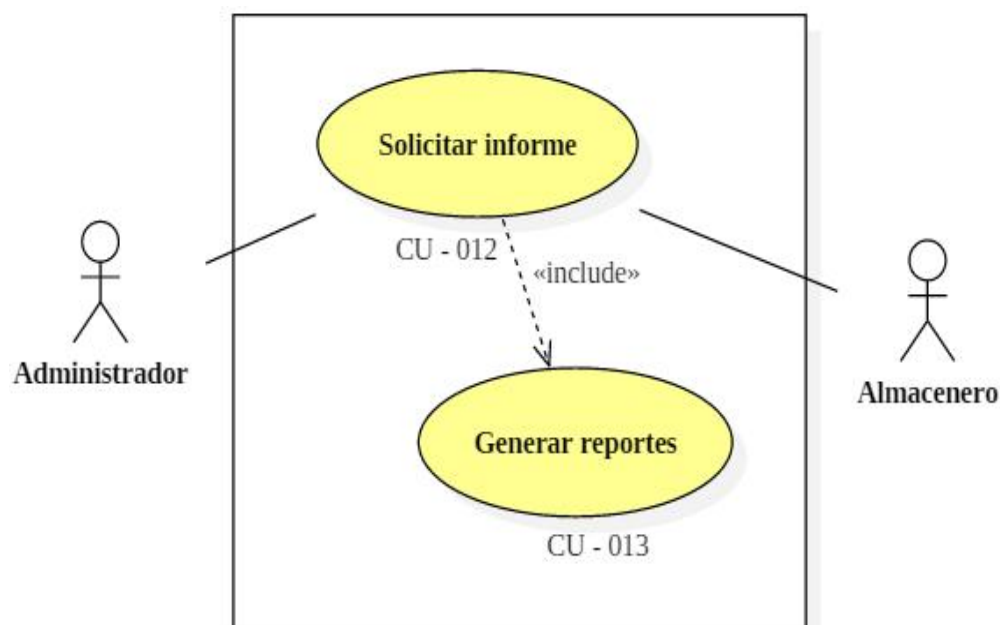 Solicitar informe
CU - 012
«include»
Administrador
Almacenero
Generar reportes
CU - 013